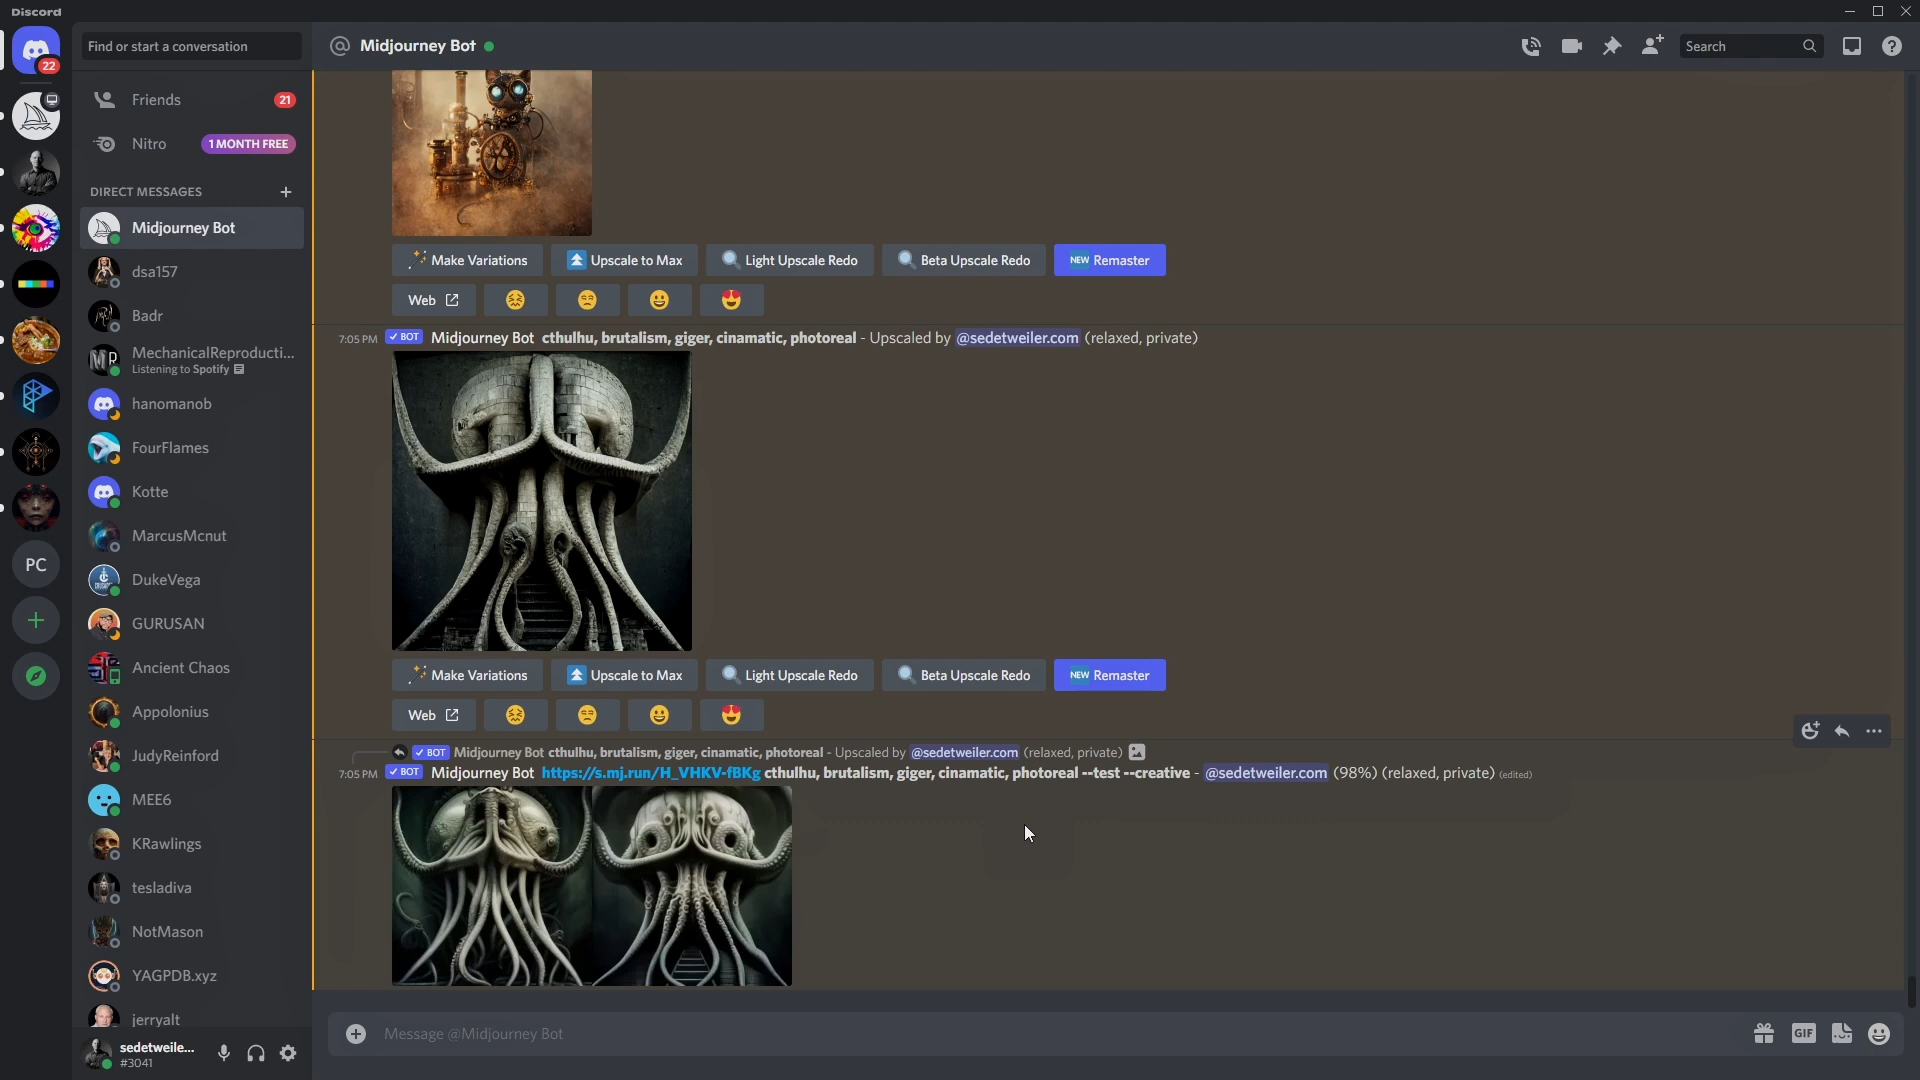 Discord
22
Find or start a conversation
Friends
21
Nitro
1 MONTH FREE
DIRECT MESSAGES
Midjourney Bot
dsa157
Badr
MechanicalReproducti...
Listening to Spotify
hanomanob
FourFlames
Kotte
MarcusMcnut
DukeVega
GURUSAN
Ancient Chaos
Appolonius
JudyReinford
MEE6
KRawlings
tesladiva
NotMason
YAGPDB.xyz
jerryalt
PC
sedetweile...
#3041
Midjourney Bot
Search
Make Variations
Upscale to Max
Light Upscale Redo
Beta Upscale Redo
NEW Remaster
Web
7:05 PM BOT Midjourney Bot cthulhu, brutalism, giger, cinamatic, photoreal - Upscaled by @sedetweiler.com (relaxed, private)
Make Variations
Upscale to Max
Light Upscale Redo
Beta Upscale Redo
NEW Remaster
Web
BOT Midjourney Bot cthulhu, brutalism, giger, cinamatic, photoreal - Upscaled by @sedetweiler.com (relaxed, private)
7:05 PM BOT Midjourney Bot https://s.mj.run/H_VHKV-fBKg cthulhu, brutalism, giger, cinamatic, photoreal --test --creative - @sedetweiler.com (98%) (relaxed, private) (edited)
Message @Midjourney Bot
GIF